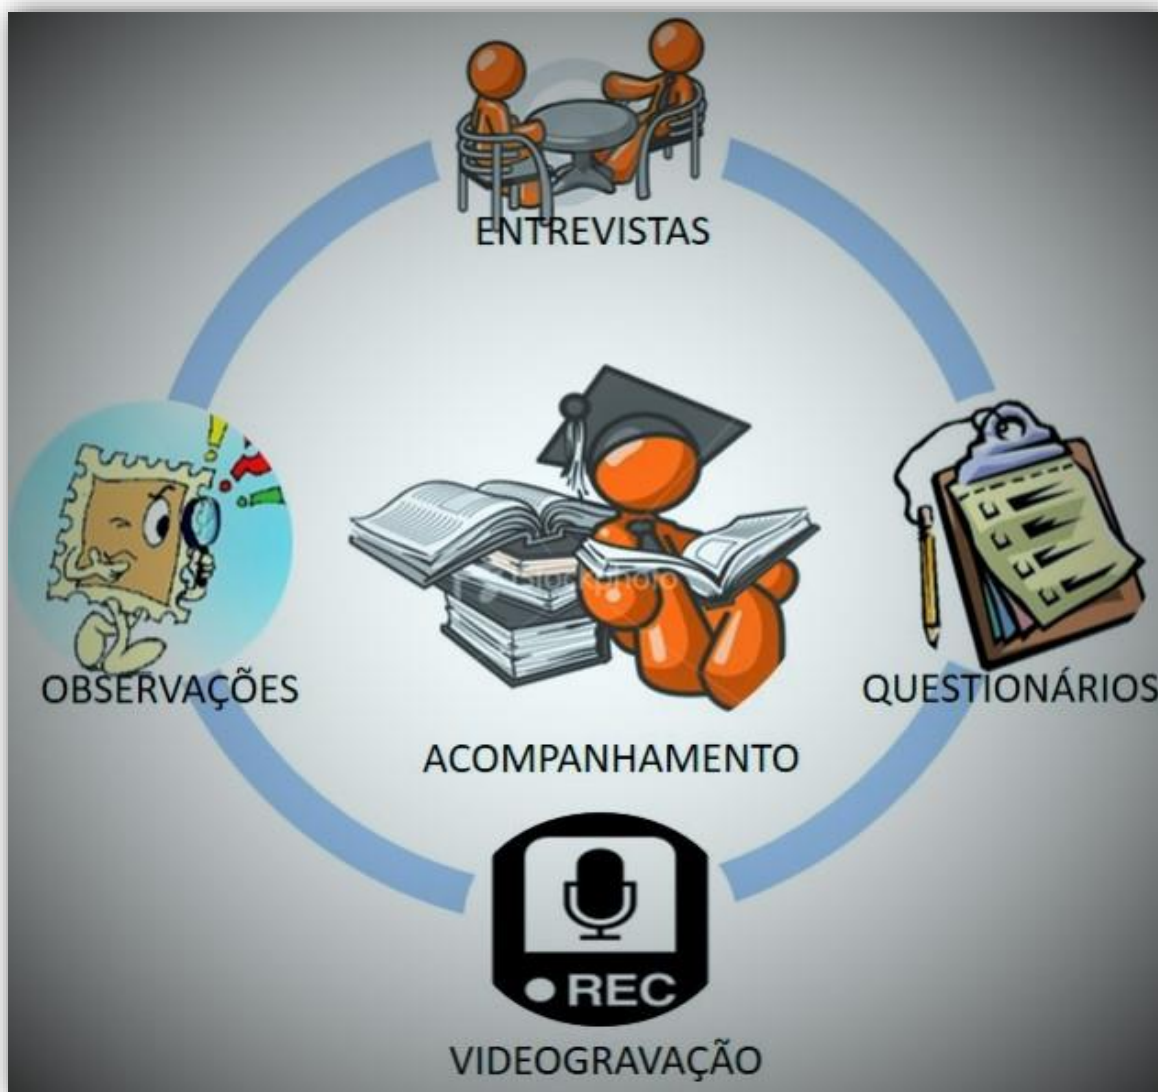 ENTREVISTAS
OBSERVAÇÕES
QUESTIONÁRIOS
ACOMPANHAMENTO
REC
VIDEOGRAVAÇÃO